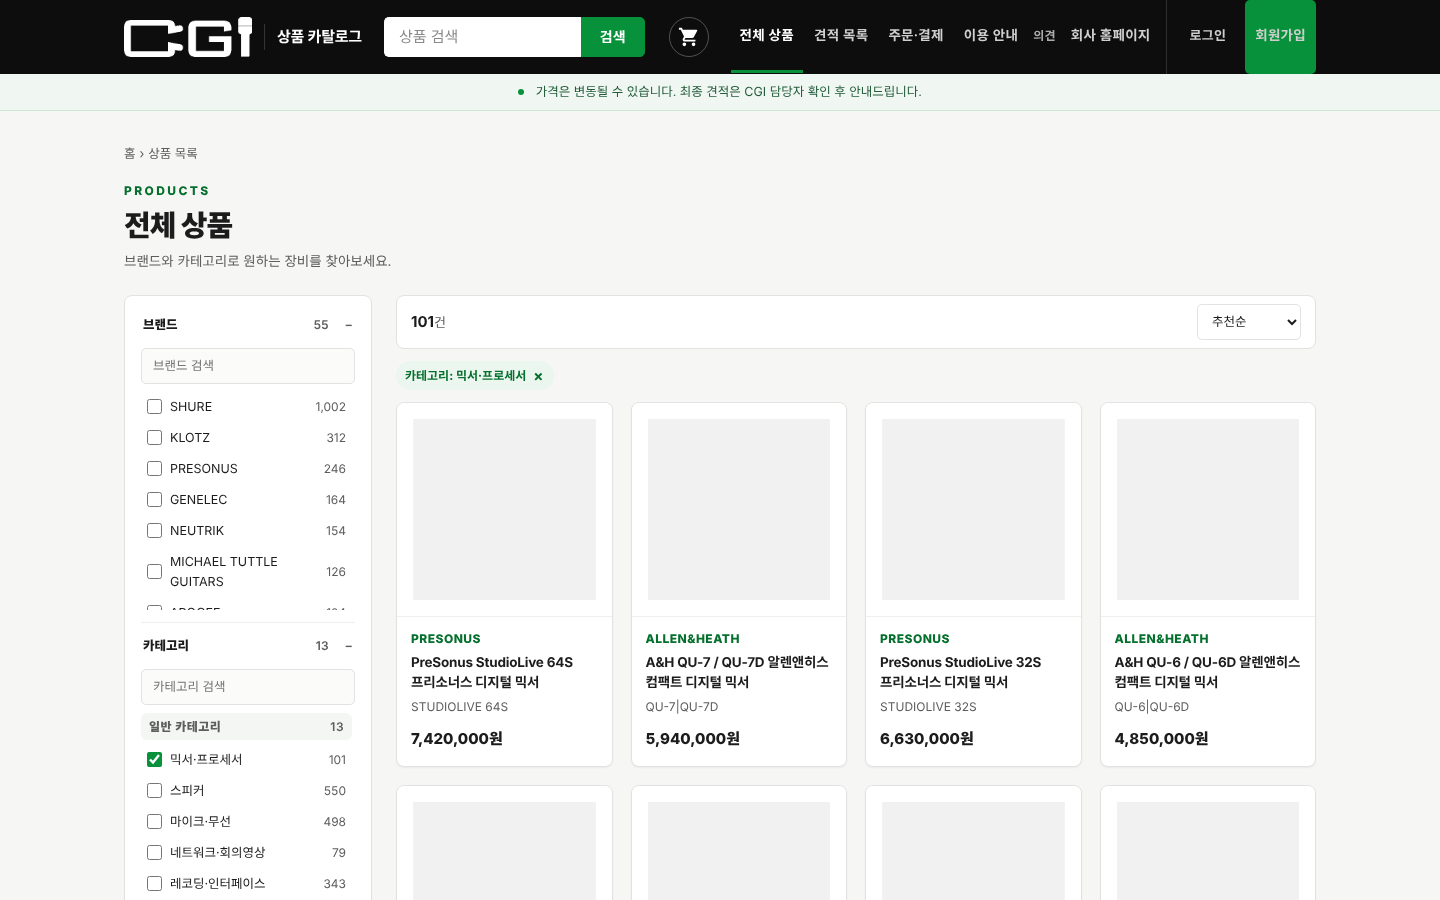 CGI
상품 카탈로그
상품 검색
검색
전체 상품
견적 목록
주문·결제
이용 안내
의견
회사 홈페이지
로그인
회원가입
가격은 변동될 수 있습니다. 최종 견적은 CGI 담당자 확인 후 안내드립니다.
홈 › 상품 목록
PRODUCTS
전체 상품
브랜드와 카테고리로 원하는 장비를 찾아보세요.
브랜드 55 −
브랜드 검색
SHURE 1,002
KLOTZ 312
PRESONUS 246
GENELEC 164
NEUTRIK 154
MICHAEL TUTTLE
GUITARS 126
카테고리 13 −
카테고리 검색
일반 카테고리 13
믹서·프로세서 101
스피커 550
마이크·무선 498
네트워크·회의영상 79
레코딩·인터페이스 343
101건
추천순
카테고리: 믹서·프로세서 ×
PRESONUS
PreSonus StudioLive 64S
프리소너스 디지털 믹서
STUDIOLIVE 64S
7,420,000원
ALLEN&HEATH
A&H QU-7 / QU-7D 알렌앤히스
컴팩트 디지털 믹서
QU-7|QU-7D
5,940,000원
PRESONUS
PreSonus StudioLive 32S
프리소너스 디지털 믹서
STUDIOLIVE 32S
6,630,000원
ALLEN&HEATH
A&H QU-6 / QU-6D 알렌앤히스
컴팩트 디지털 믹서
QU-6|QU-6D
4,850,000원